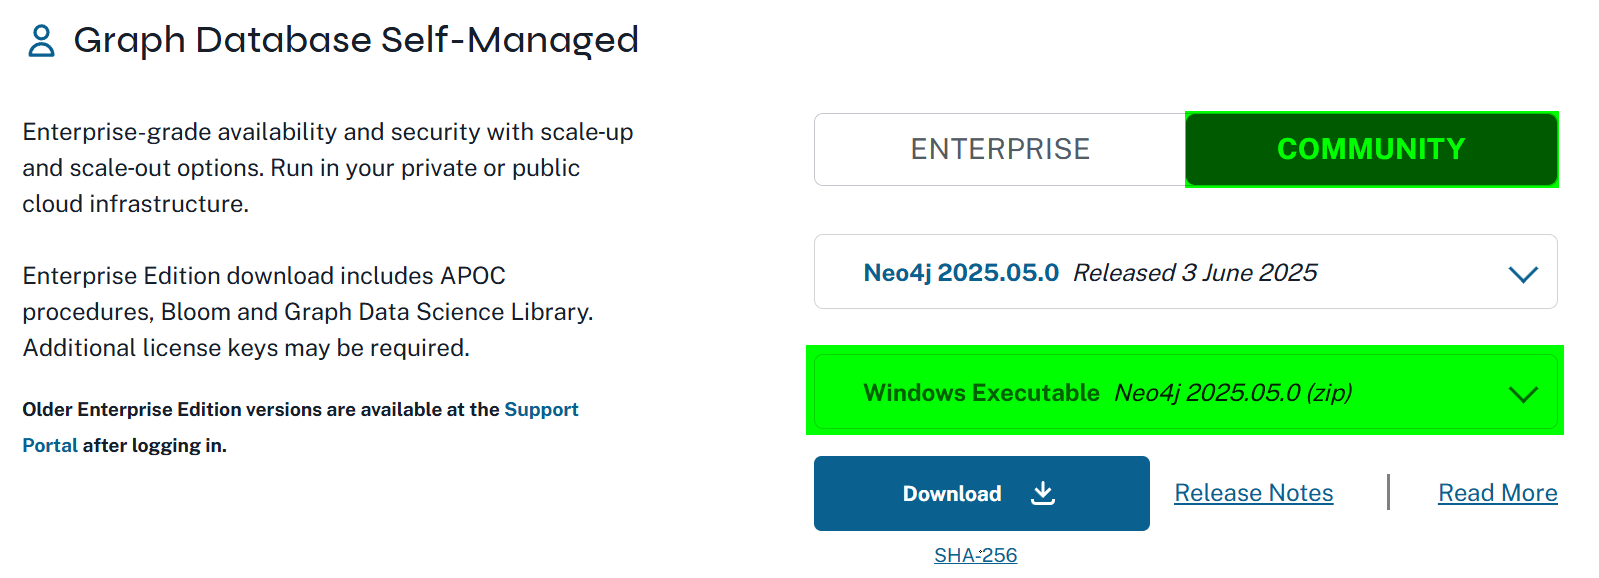 Graph Database Self-Managed
Enterprise-grade availability and security with scale-up
and scale-out options. Run in your private or public
cloud infrastructure.
Enterprise Edition download includes APOC
procedures, Bloom and Graph Data Science Library.
Additional license keys may be required.
Older Enterprise Edition versions are available at the Support
Portal after logging in.
ENTERPRISE
COMMUNITY
Neo4j 2025.05.0 Released 3 June 2025
Windows Executable Neo4j 2025.05.0 (zip)
Download
Release Notes
Read More
SHA-256